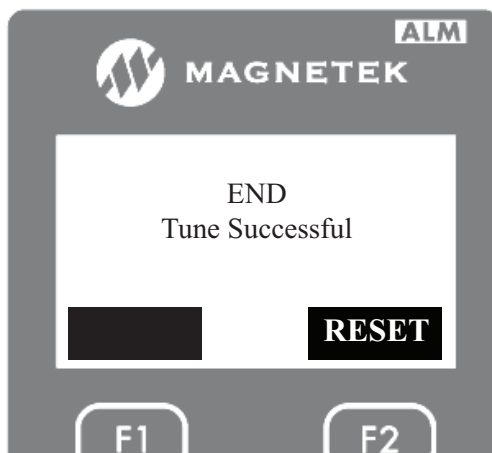 ALM
MAGNETEK
END
Tune Successful
RESET
F1 F2